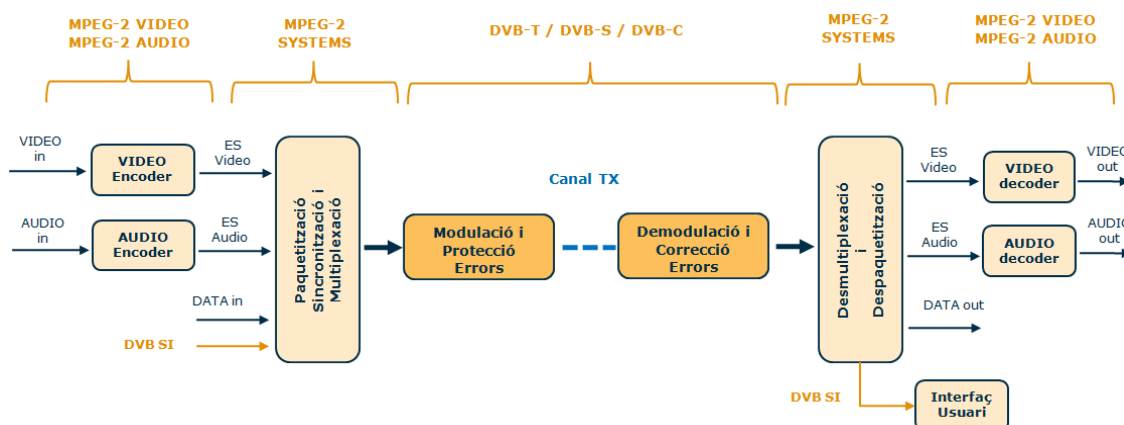 MPEG-2 VIDEO
MPEG-2 AUDIO
MPEG-2
SYSTEMS
DVB-T / DVB-S / DVB-C
MPEG-2
SYSTEMS
MPEG-2 VIDEO
MPEG-2 AUDIO
VIDEO
in
VIDEO
Encoder
ES
Video
AUDIO
in
AUDIO
Encoder
ES
Audio
DATA in
DVB SI
Paquetització
Sincronització i
Multiplexació
Modulació i
Protecció
Errors
Canal TX
Demodulació i
Correcció
Errors
Desmultiplexació
i
Despaquetització
ES
Video
VIDEO
decoder
VIDEO
out
ES
Audio
AUDIO
decoder
AUDIO
out
DATA out
DVB SI
Interfaç
Usuari